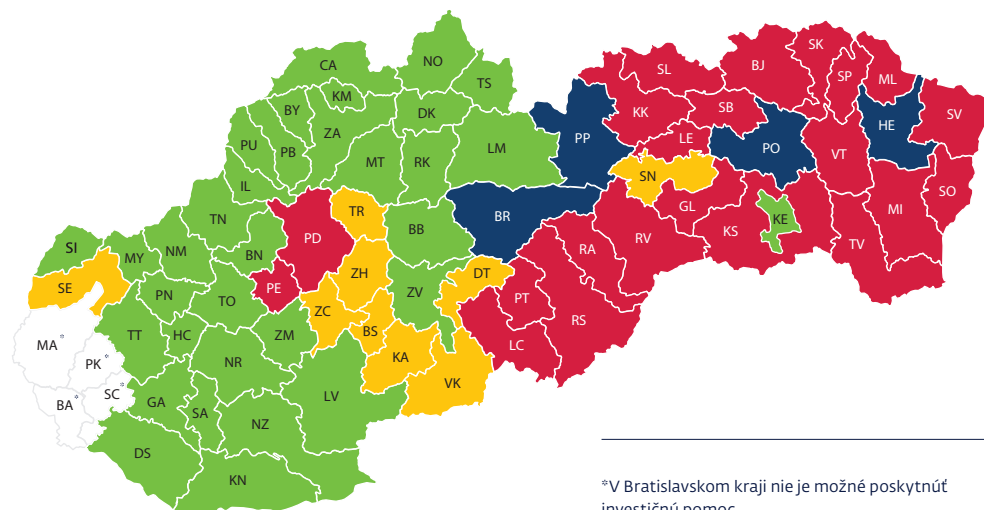 NO
CA
TS
KM
BY
DK
ZA
PU
PB
MT
RK
LM
IL
TN
TR
BB
SI
MY
NM
BN
PD
ZH
SE
PN
TO
PE
ZV
DT
ZC
BS
TT
HC
ZM
KA
VK
MA*
PK*
NR
LV
SC*
BA*
GA
SA
NZ
DS
KN
SK
BJ
SL
SP
ML
KK
SB
HE
SV
PP
LE
PO
VT
SN
SO
GL
MI
BR
KE
KS
RA
RV
TV
PT
RS
LC
*V Bratislavskom kraji nie je možné poskytnúť
investičnú pomoc